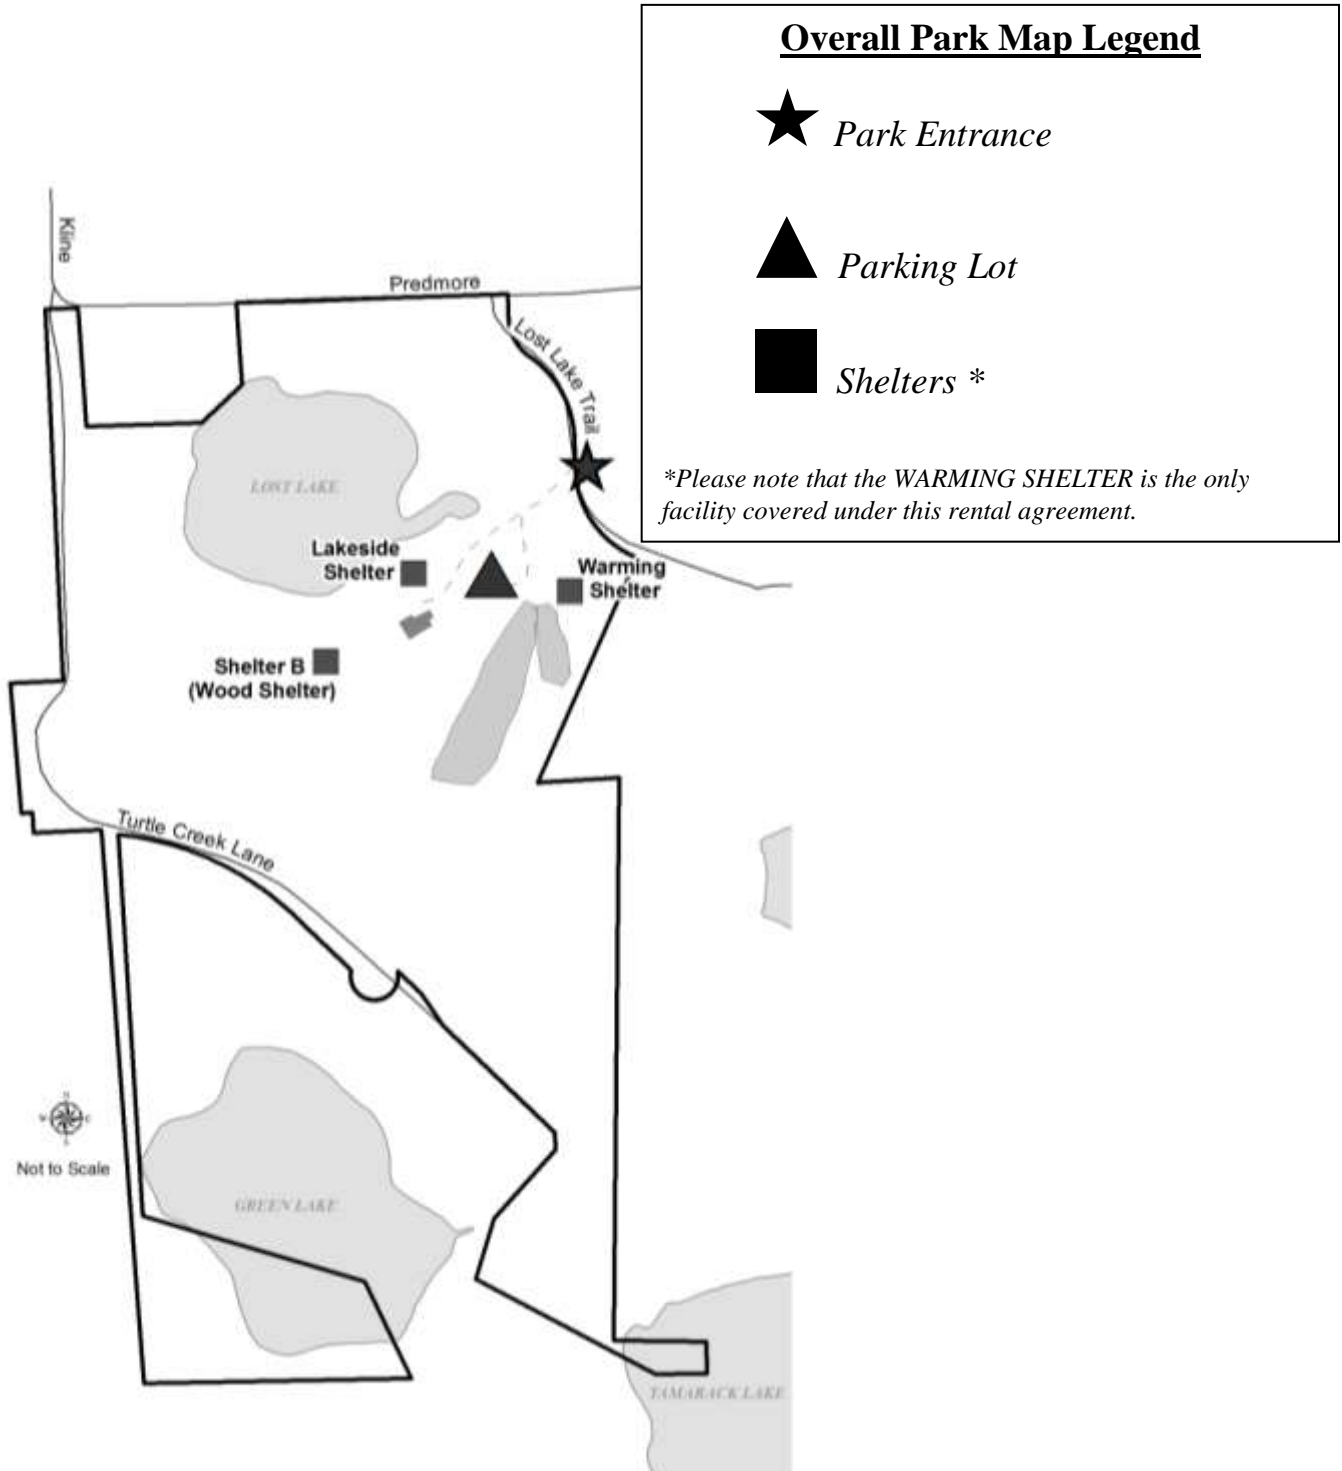 Overall Park Map Legend
Park Entrance
Parking Lot
Shelters *
*Please note that the WARMING SHELTER is the only
facility covered under this rental agreement.
Kline
Predmore
Lost Lake Trail
LOST LAKE
Lakeside
Shelter
Warming
Shelter
Shelter B
(Wood Shelter)
Turtle Creek Lane
N
W
E
S
Not to Scale
GREEN LAKE
TAMARACK LAKE